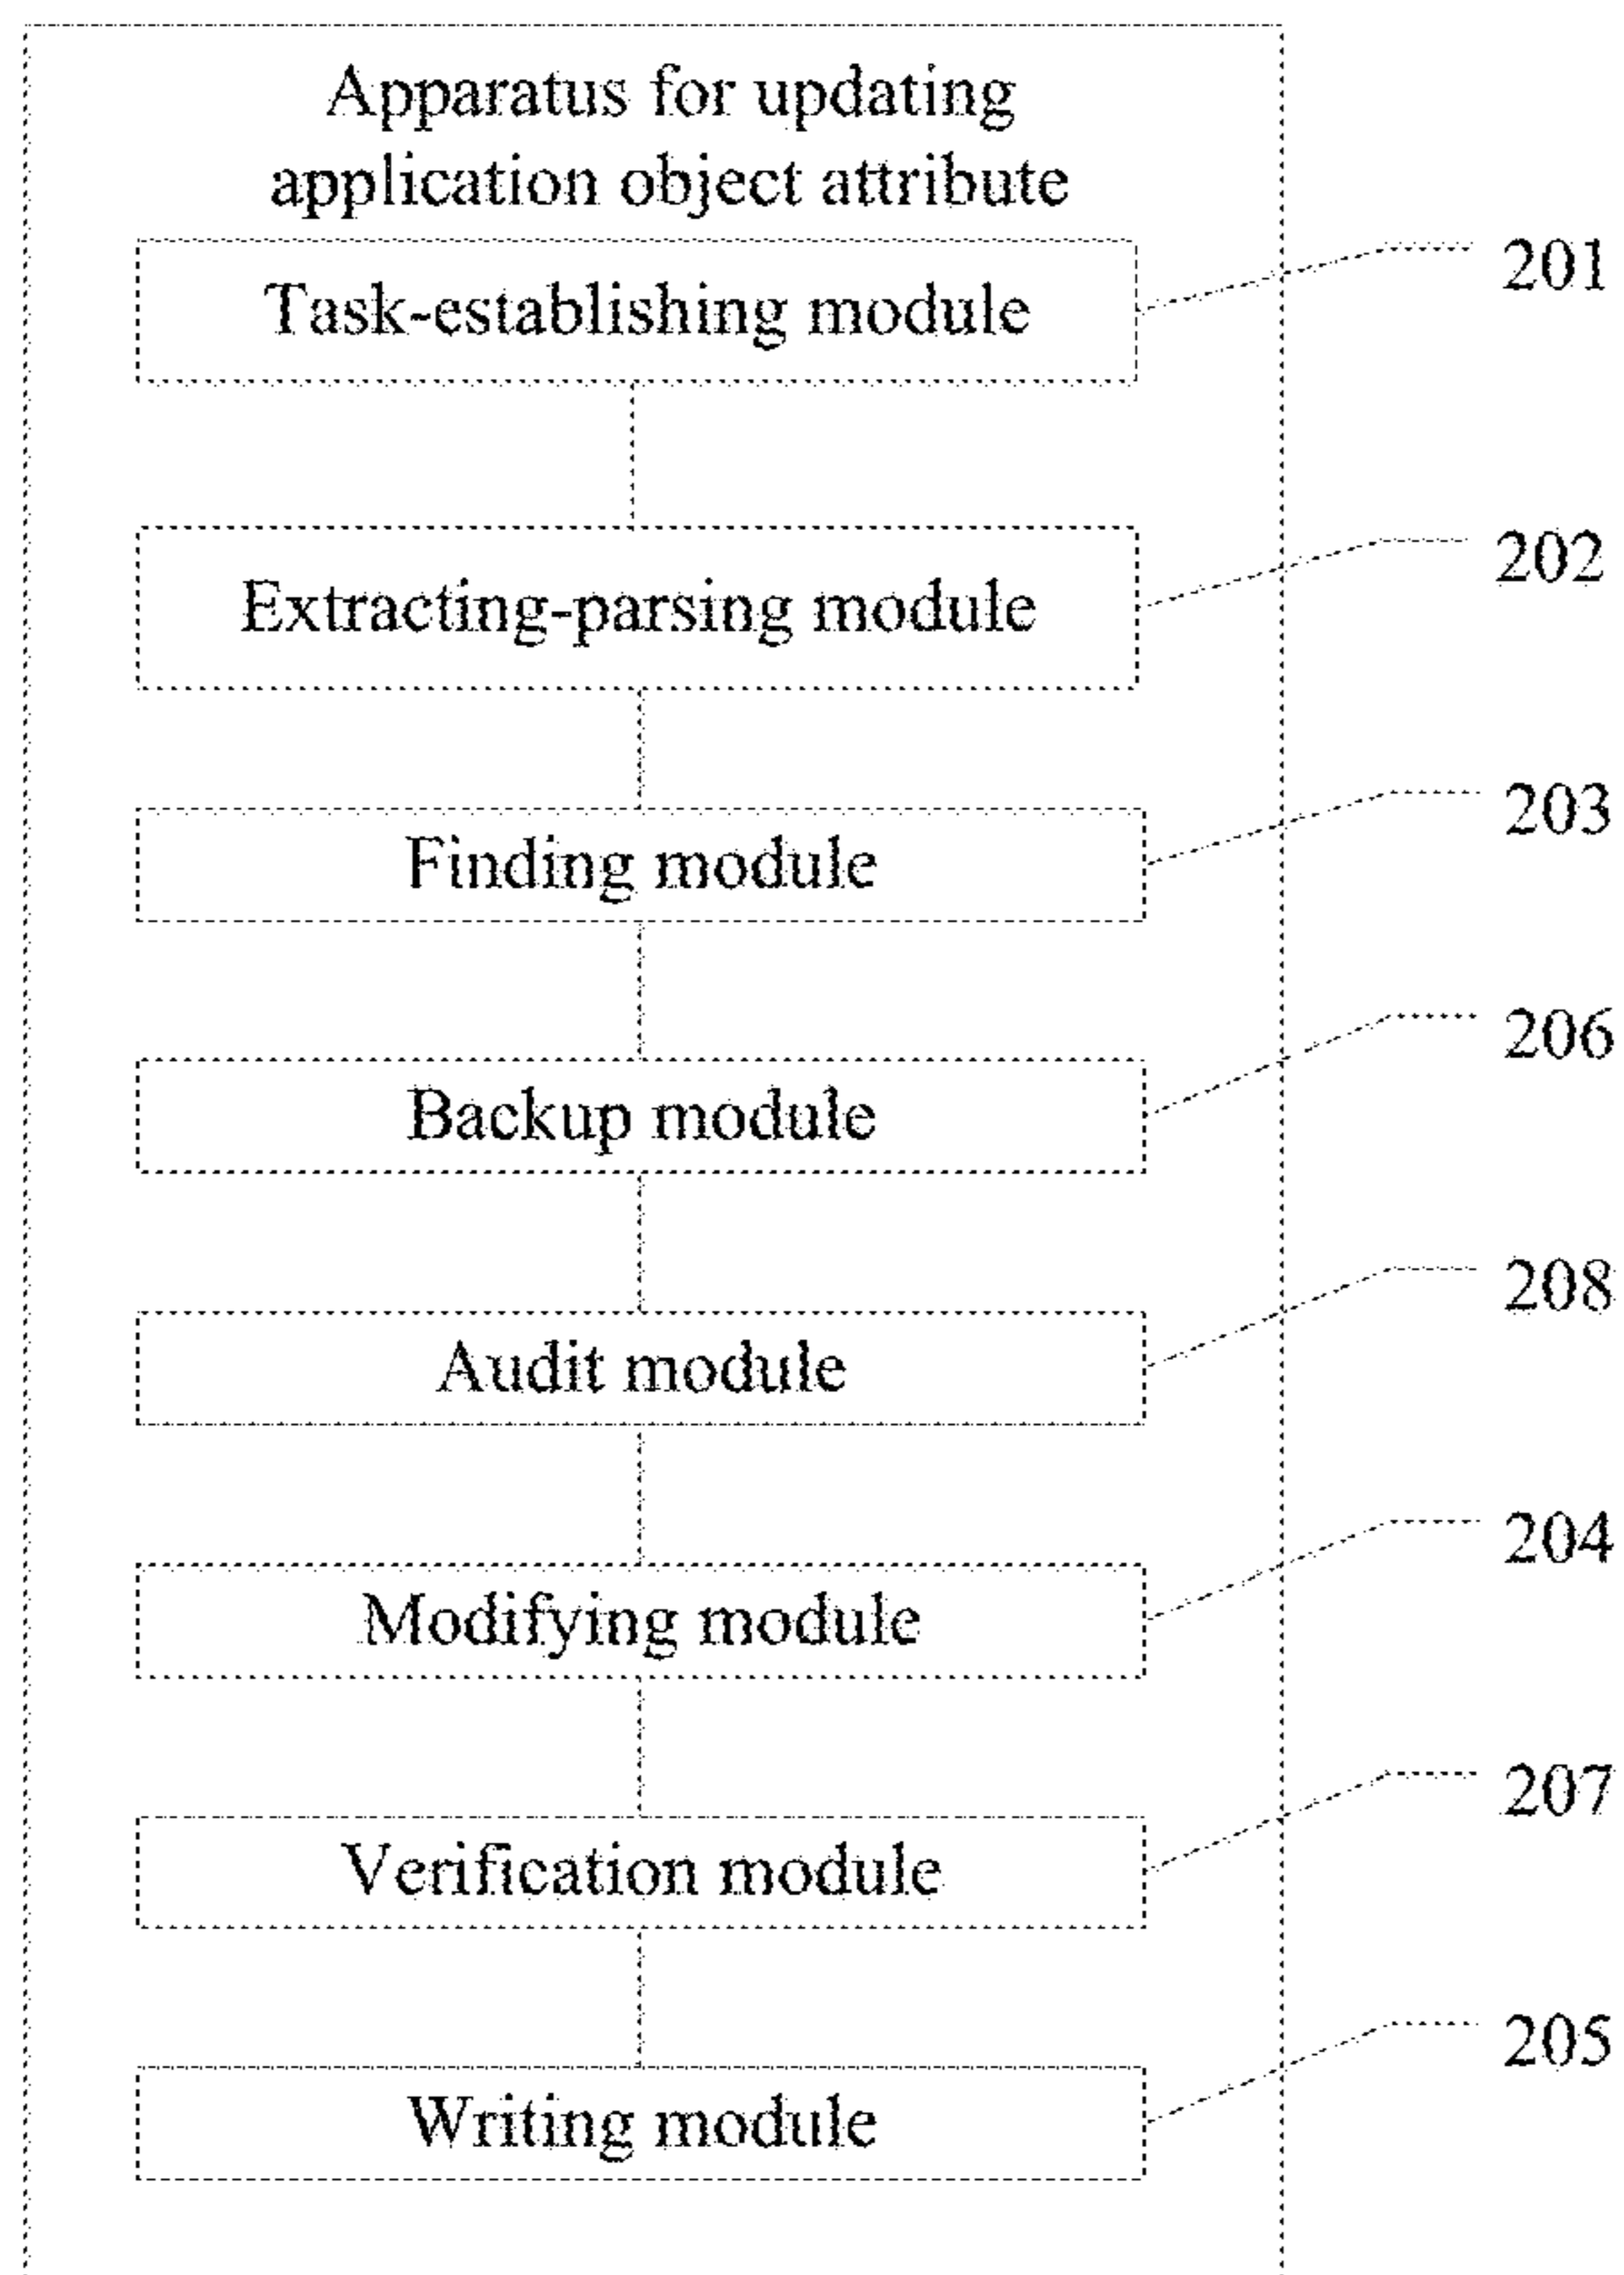 Apparatus for updating
application object attribute
Task-establishing module
201
Extracting-parsing module
202
Finding module
203
Backup module
206
Audit module
208
Modifying module
204
Verification module
207
Writing module
205